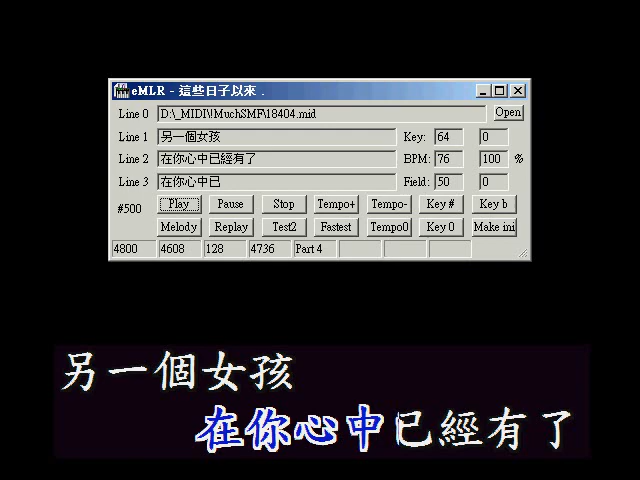 eMLR - 這些日子以來 .
Line 0 D:\_MIDI\!MuchSMF\18404.mid Open
Line 1 另一個女孩 Key: 64 0
Line 2 在你心中已經有了 BPM: 76 100 %
Line 3 在你心中已 Field: 50 0
#500 Play Pause Stop Tempo+ Tempo- Key # Key b
Melody Replay Test2 Fastest Tempo0 Key 0 Make ini
4800 4608 128 4736 Part 4
另一個女孩
在你心中已經有了